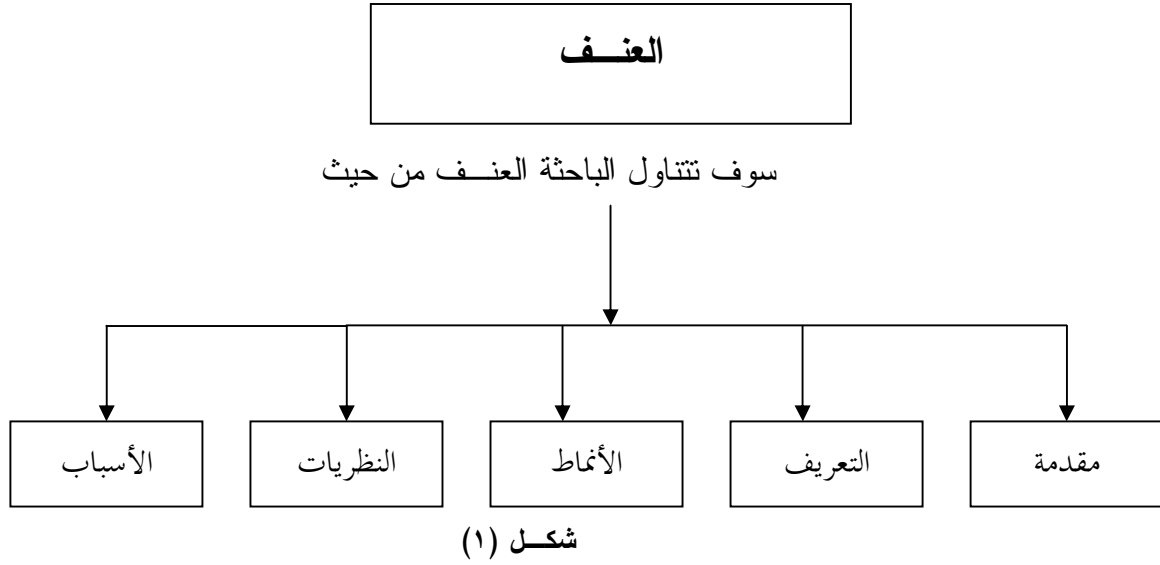 العنـــف
سوف تتناول الباحثة العنـــف من حيث
مقدمة
التعريف
الأنماط
النظريات
الأسباب
شكـــل (١)